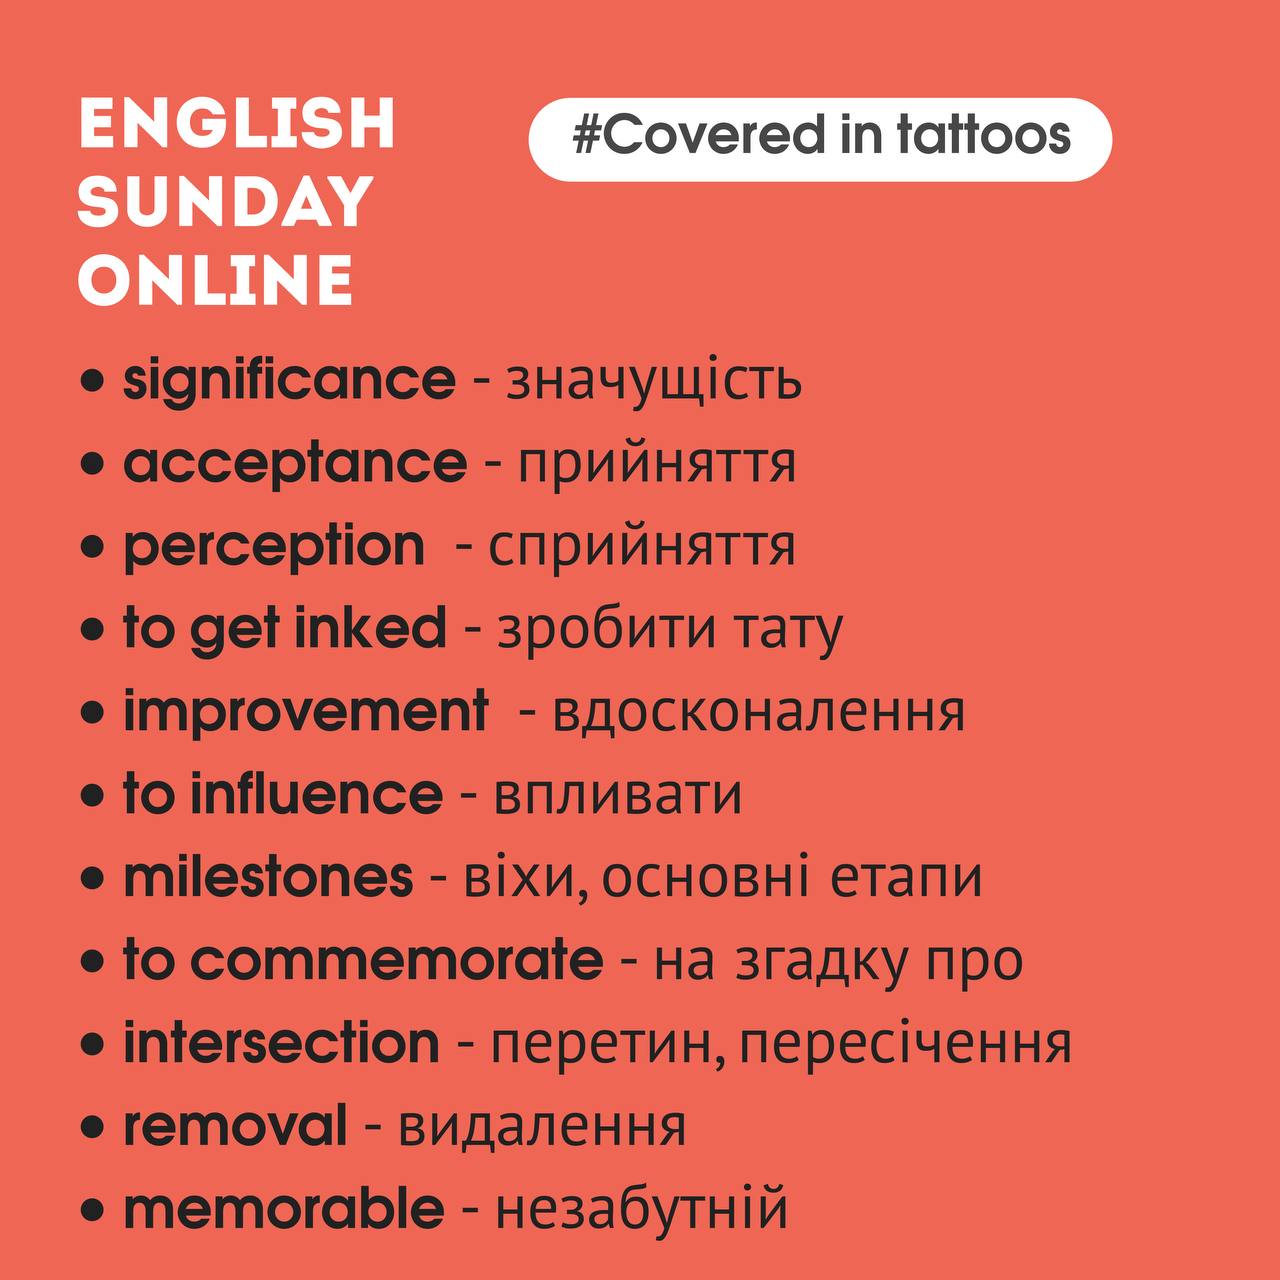 ENGLISH
SUNDAY
ONLINE
#Covered in tattoos
• significance - значущість
• acceptance - прийняття
• perception - сприйняття
• to get inked - зробити тату
• improvement - вдосконалення
• to influence - впливати
• milestones - віхи, основні етапи
• to commemorate - на згадку про
• intersection - перетин, пересічення
• removal - видалення
• memorable - незабутній